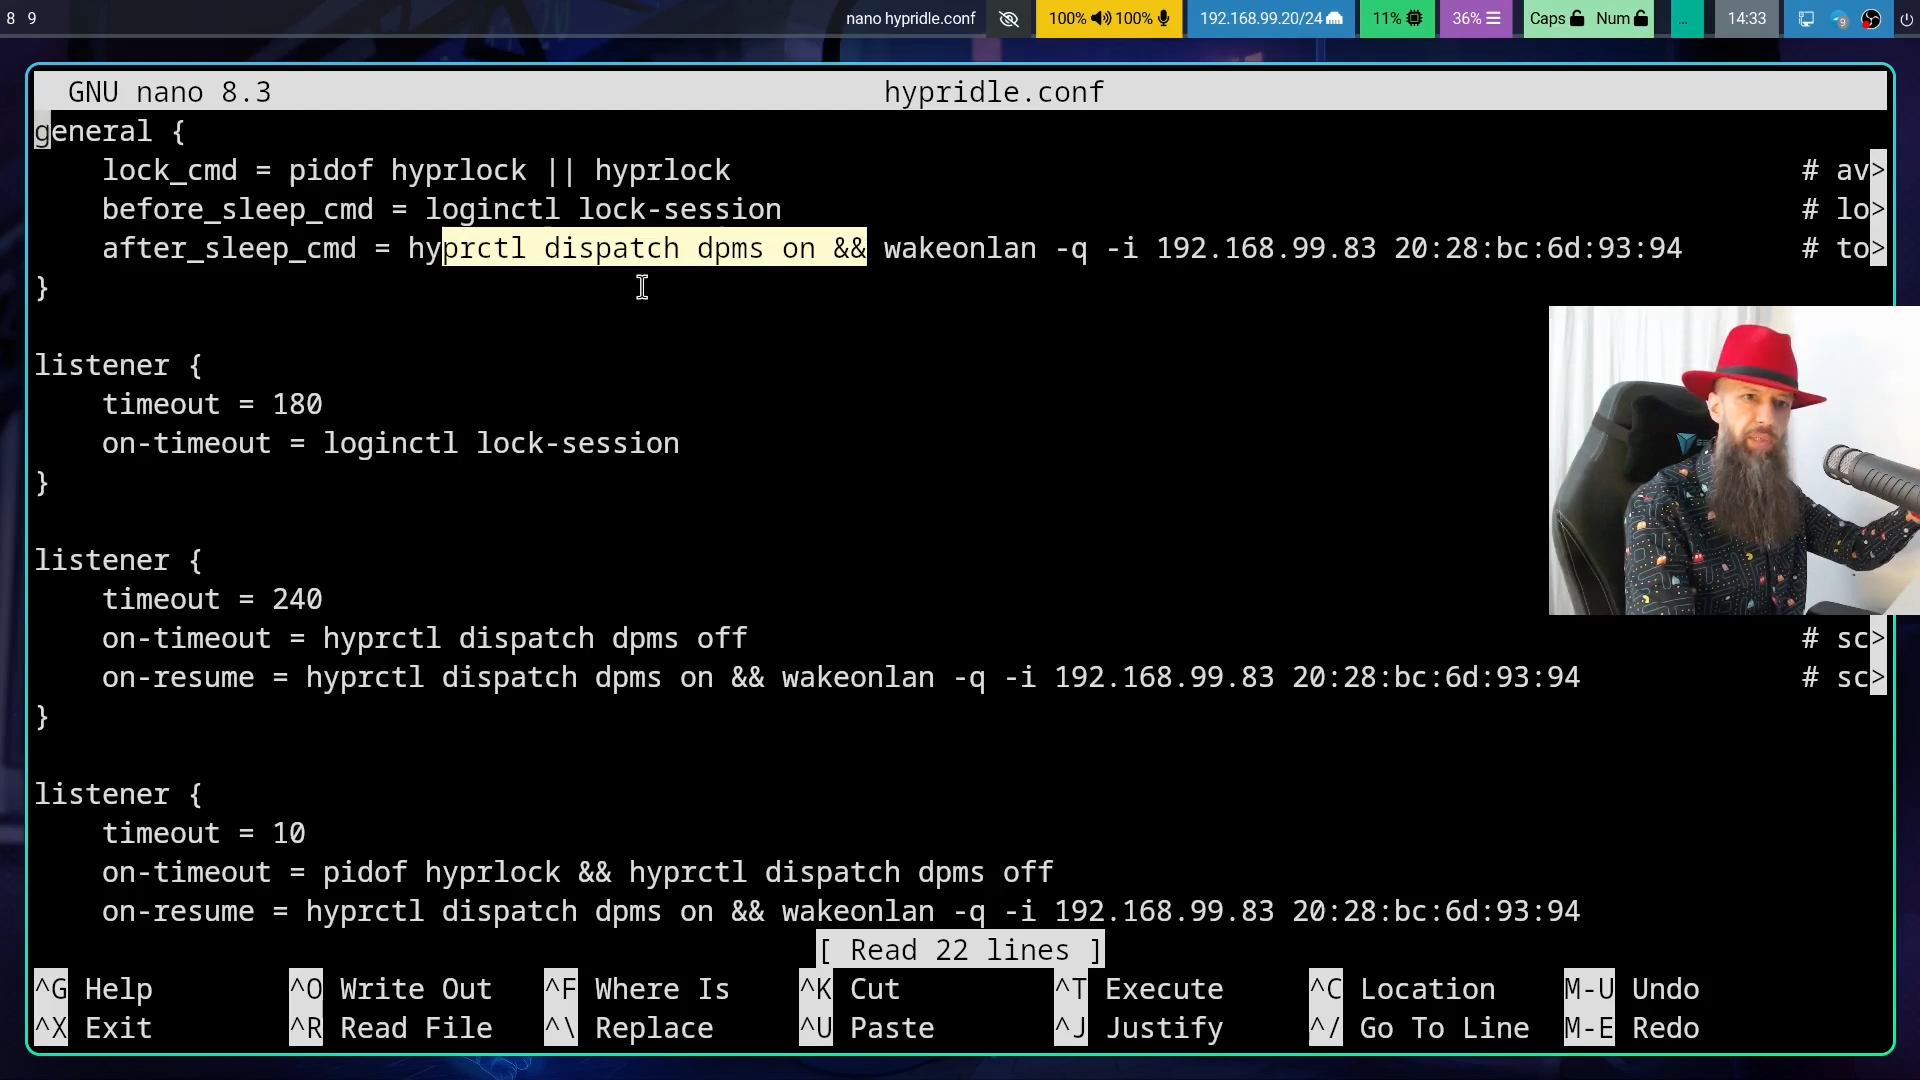 8 9 nano hypridle.conf 100% 100% 192.168.99.20/24 11% 36% Caps Num ... 14:33 9
GNU nano 8.3 hypridle.conf
general {
lock_cmd = pidof hyprlock || hyprlock # av>
before_sleep_cmd = loginctl lock-session # lo>
after_sleep_cmd = hyprctl dispatch dpms on && wakeonlan -q -i 192.168.99.83 20:28:bc:6d:93:94 # to>
}
listener {
timeout = 180
on-timeout = loginctl lock-session
}
listener {
timeout = 240
on-timeout = hyprctl dispatch dpms off # sc>
on-resume = hyprctl dispatch dpms on && wakeonlan -q -i 192.168.99.83 20:28:bc:6d:93:94 # sc>
}
listener {
timeout = 10
on-timeout = pidof hyprlock && hyprctl dispatch dpms off
on-resume = hyprctl dispatch dpms on && wakeonlan -q -i 192.168.99.83 20:28:bc:6d:93:94
[ Read 22 lines ]
^G Help ^O Write Out ^F Where Is ^K Cut ^T Execute ^C Location M-U Undo
^X Exit ^R Read File ^\ Replace ^U Paste ^J Justify ^/ Go To Line M-E Redo